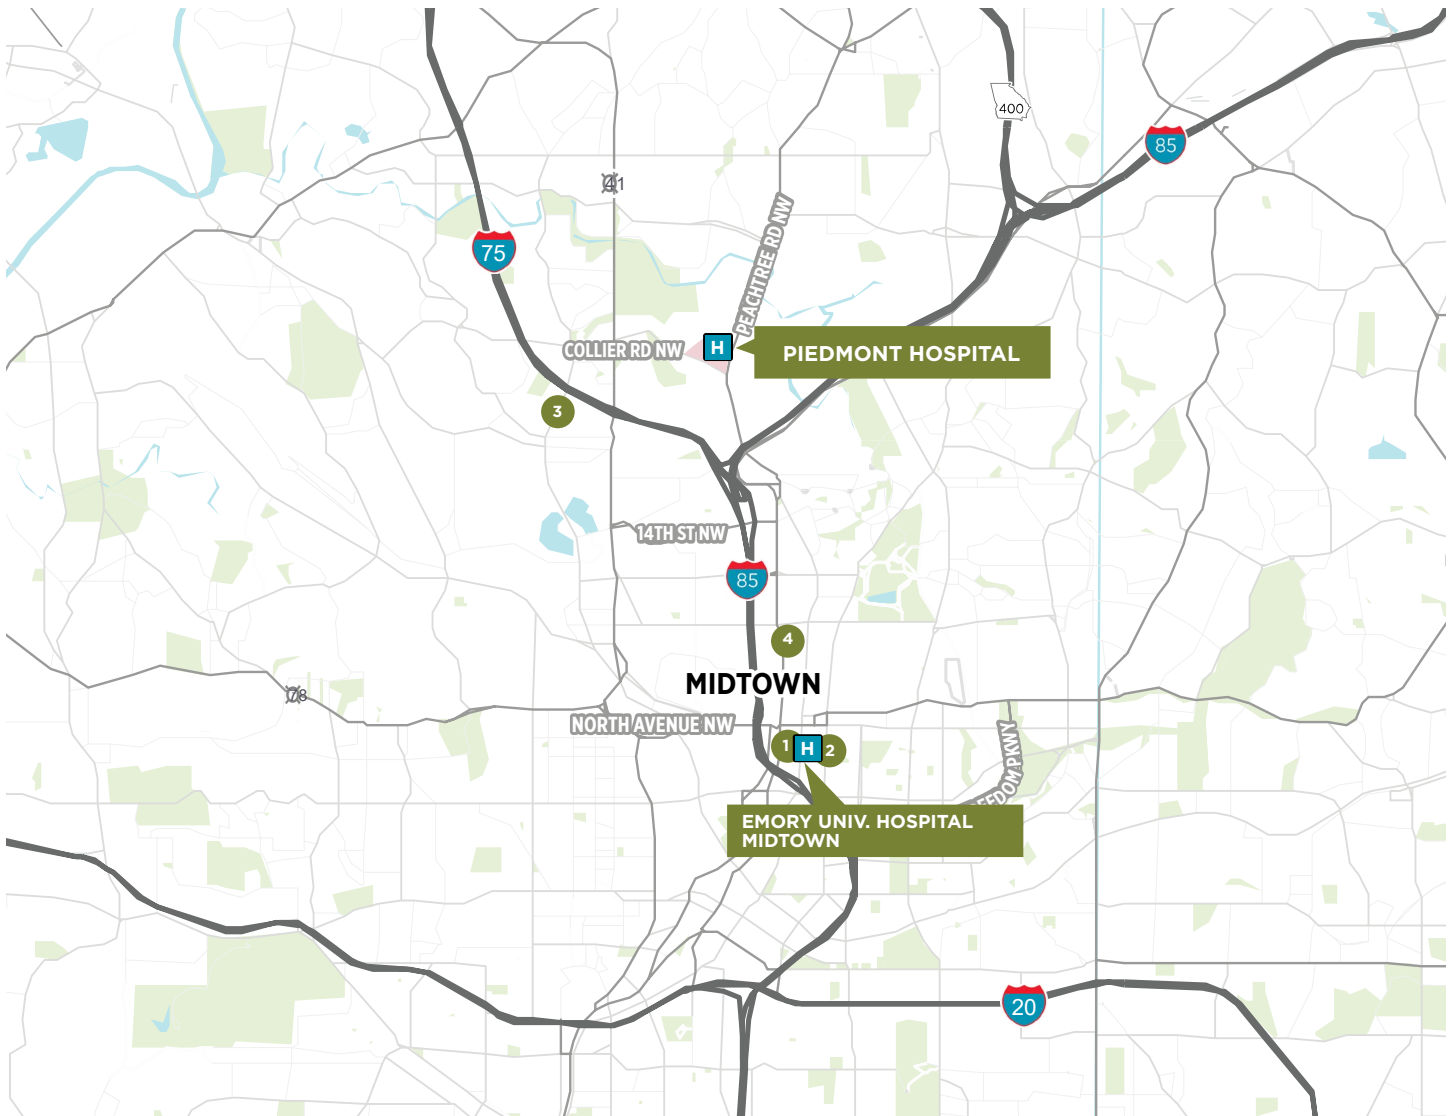 400
85
41
75
PEACHTREE RD NW
COLLIER RD NW
H
PIEDMONT HOSPITAL
3
14TH ST NW
85
4
MIDTOWN
78
NORTH AVENUE NW
1
H
2
EEDOM PKWY
EMORY UNIV. HOSPITAL
MIDTOWN
20